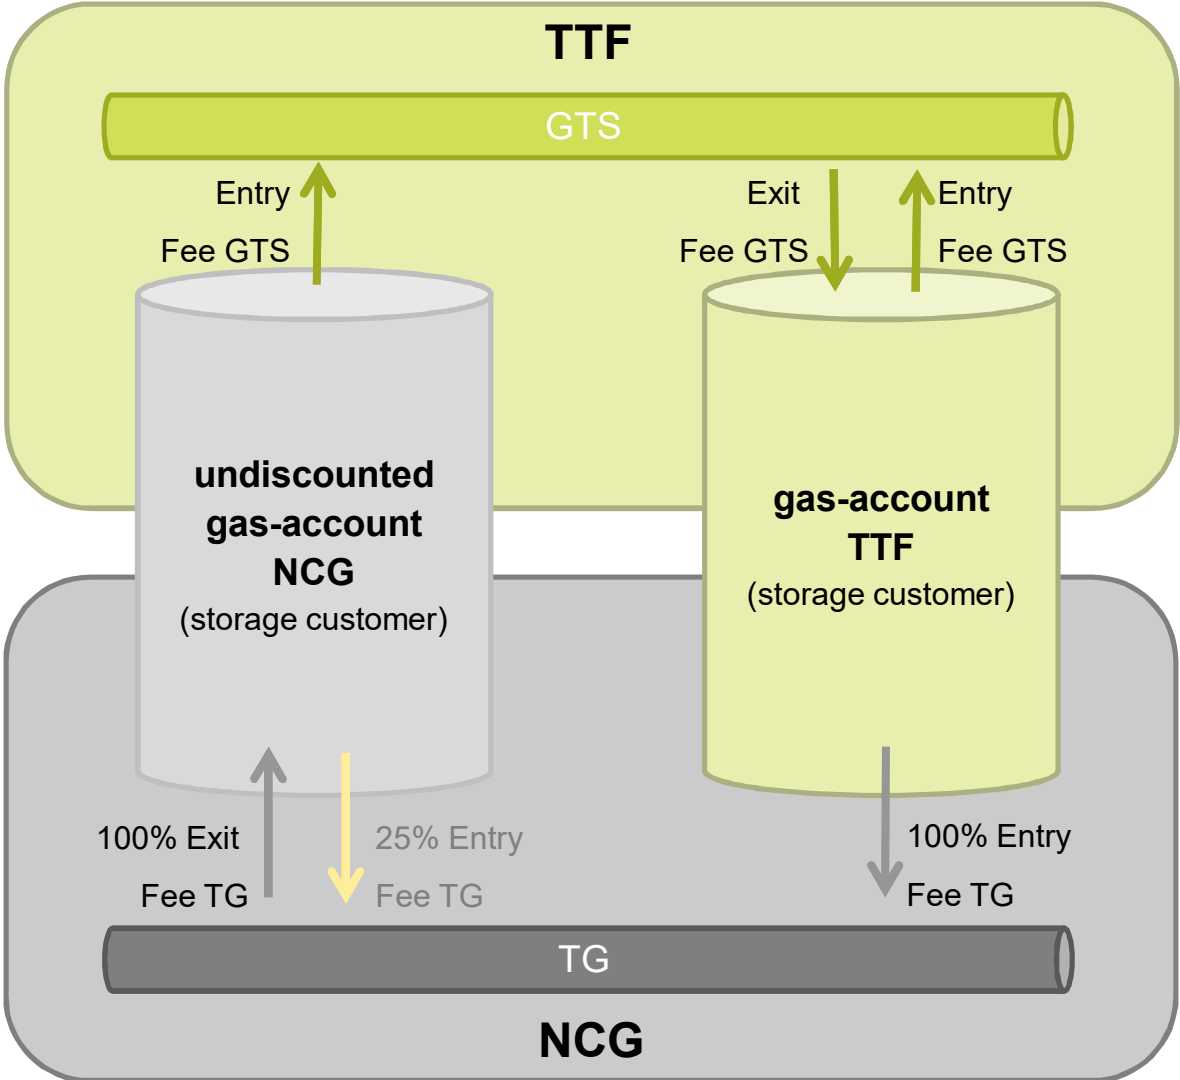 TTF
GTS
Entry
Fee GTS
Exit
Fee GTS
Entry
Fee GTS
undiscounted
gas-account
NCG
(storage customer)
gas-account
TTF
(storage customer)
100% Exit
Fee TG
25% Entry
Fee TG
100% Entry
Fee TG
TG
NCG